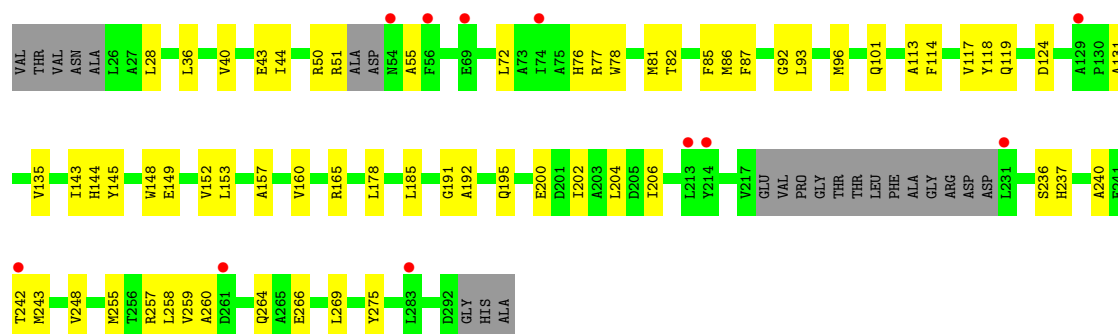 VAL THR VAL ASN ALA L26 A27 L28 L36 V40 E43 I44 R50 R51 ALA ASP N54 A55 F56 E69 L72 A73 I74 A75 H76 R77 W78 M81 T82 F85 M86 F87 G92 L93 M96 Q101 A113 F114 V117 Y118 Q119 D124 A129 P130 A131
V135 I143 H144 Y145 W148 E149 V152 L153 A157 V160 R165 L178 L185 G191 A192 Q195 E200 D201 I202 A203 L204 D205 I206 L213 Y214 V217 GLU VAL PRO GLY THR THR LEU PHE ALA GLY ARG ASP ASP L231 S236 H237 A240
T242 M243 V248 M255 T256 R257 L258 V259 A260 D261 Q264 A265 E266 L269 Y275 L283 D292 GLY HIS ALA